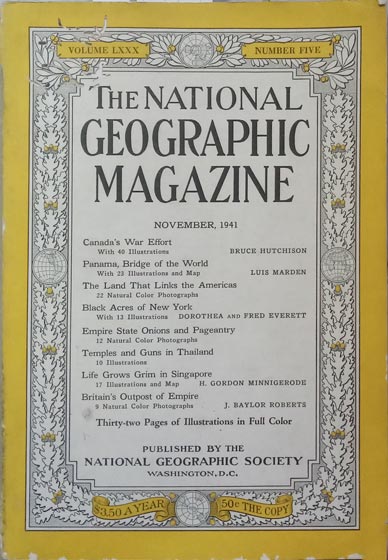 VOLUME LXXX NUMBER FIVE
THE NATIONAL
GEOGRAPHIC
MAGAZINE
NOVEMBER, 1941
Canada's War Effort
With 40 Illustrations BRUCE HUTCHISON
Panama, Bridge of the World
With 23 Illustrations and Map LUIS MARDEN
The Land That Links the Americas
22 Natural Color Photographs
Black Acres of New York
With 13 Illustrations DOROTHEA and FRED EVERETT
Empire State Onions and Pageantry
12 Natural Color Photographs
Temples and Guns in Thailand
10 Illustrations
Life Grows Grim in Singapore
17 Illustrations and Map H. GORDON MINNIGERODE
Britain's Outpost of Empire
9 Natural Color Photographs J. BAYLOR ROBERTS
Thirty-two Pages of Illustrations in Full Color
PUBLISHED BY THE
NATIONAL GEOGRAPHIC SOCIETY
WASHINGTON, D.C.
$3.50 A YEAR 50¢ THE COPY